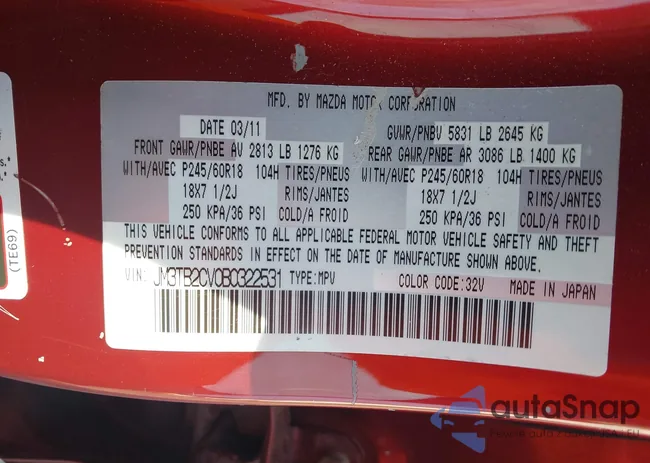 MFD. BY MAZDA MOTOR CORPORATION
DATE 03/11 GVWR/PNBV 5831 LB 2645 KG
FRONT GAWR/PNBE AV 2813 LB 1276 KG REAR GAWR/PNBE AR 3086 LB 1400 KG
WITH/AVEC P245/60R18 104H TIRES/PNEUS WITH/AVEC P245/60R18 104H TIRES/PNEUS
18X7 1/2J RIMS/JANTES 18X7 1/2J RIMS/JANTES
250 KPA/36 PSI COLD/A FROID 250 KPA/36 PSI COLD/A FROID
THIS VEHICLE CONFORMS TO ALL APPLICABLE FEDERAL MOTOR VEHICLE SAFETY AND THEFT
PREVENTION STANDARDS IN EFFECT ON THE DATE OF MANUFACTURE SHOWN ABOVE.
VIN: JM3TB2CV0B0322531 TYPE:MPV COLOR CODE:32V MADE IN JAPAN
(TE69)
autoSnap